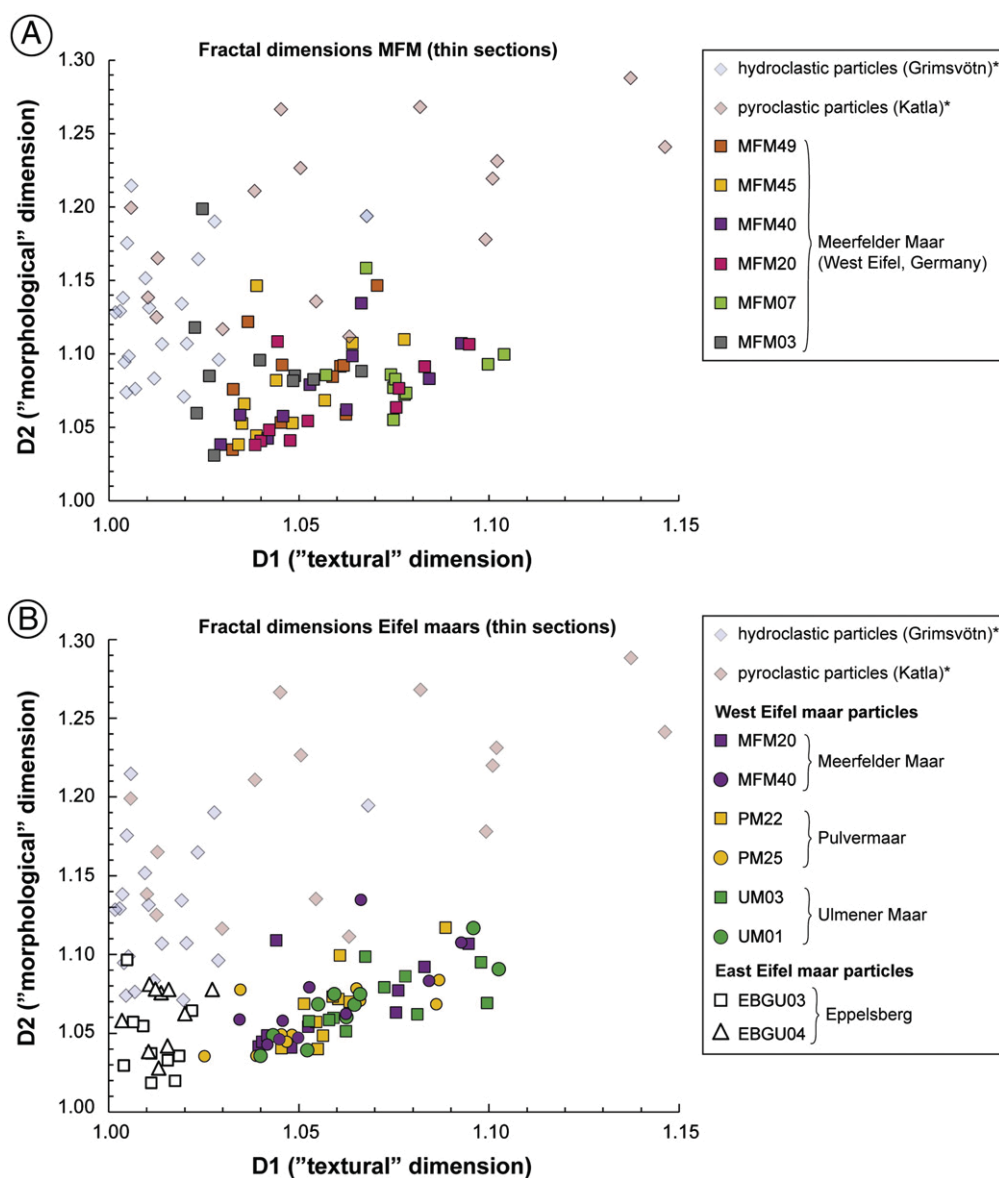 A
Fractal dimensions MFM (thin sections)
1.30
1.25
1.20
1.15
1.10
1.05
1.00
D2 ("morphological" dimension)
1.00
1.05
1.10
1.15
D1 ("textural" dimension)
hydroclastic particles (Grimsvötn)*
pyroclastic particles (Katla)*
MFM49
MFM45
MFM40
MFM20
MFM07
MFM03
Meerfelder Maar
(West Eifel, Germany)
B
Fractal dimensions Eifel maars (thin sections)
1.30
1.25
1.20
1.15
1.10
1.05
1.00
D2 ("morphological" dimension)
1.00
1.05
1.10
1.15
D1 ("textural" dimension)
hydroclastic particles (Grimsvötn)*
pyroclastic particles (Katla)*
West Eifel maar particles
MFM20
MFM40
Meerfelder Maar
PM22
PM25
Pulvermaar
UM03
UM01
Ulmener Maar
East Eifel maar particles
EBGU03
EBGU04
Eppelsberg